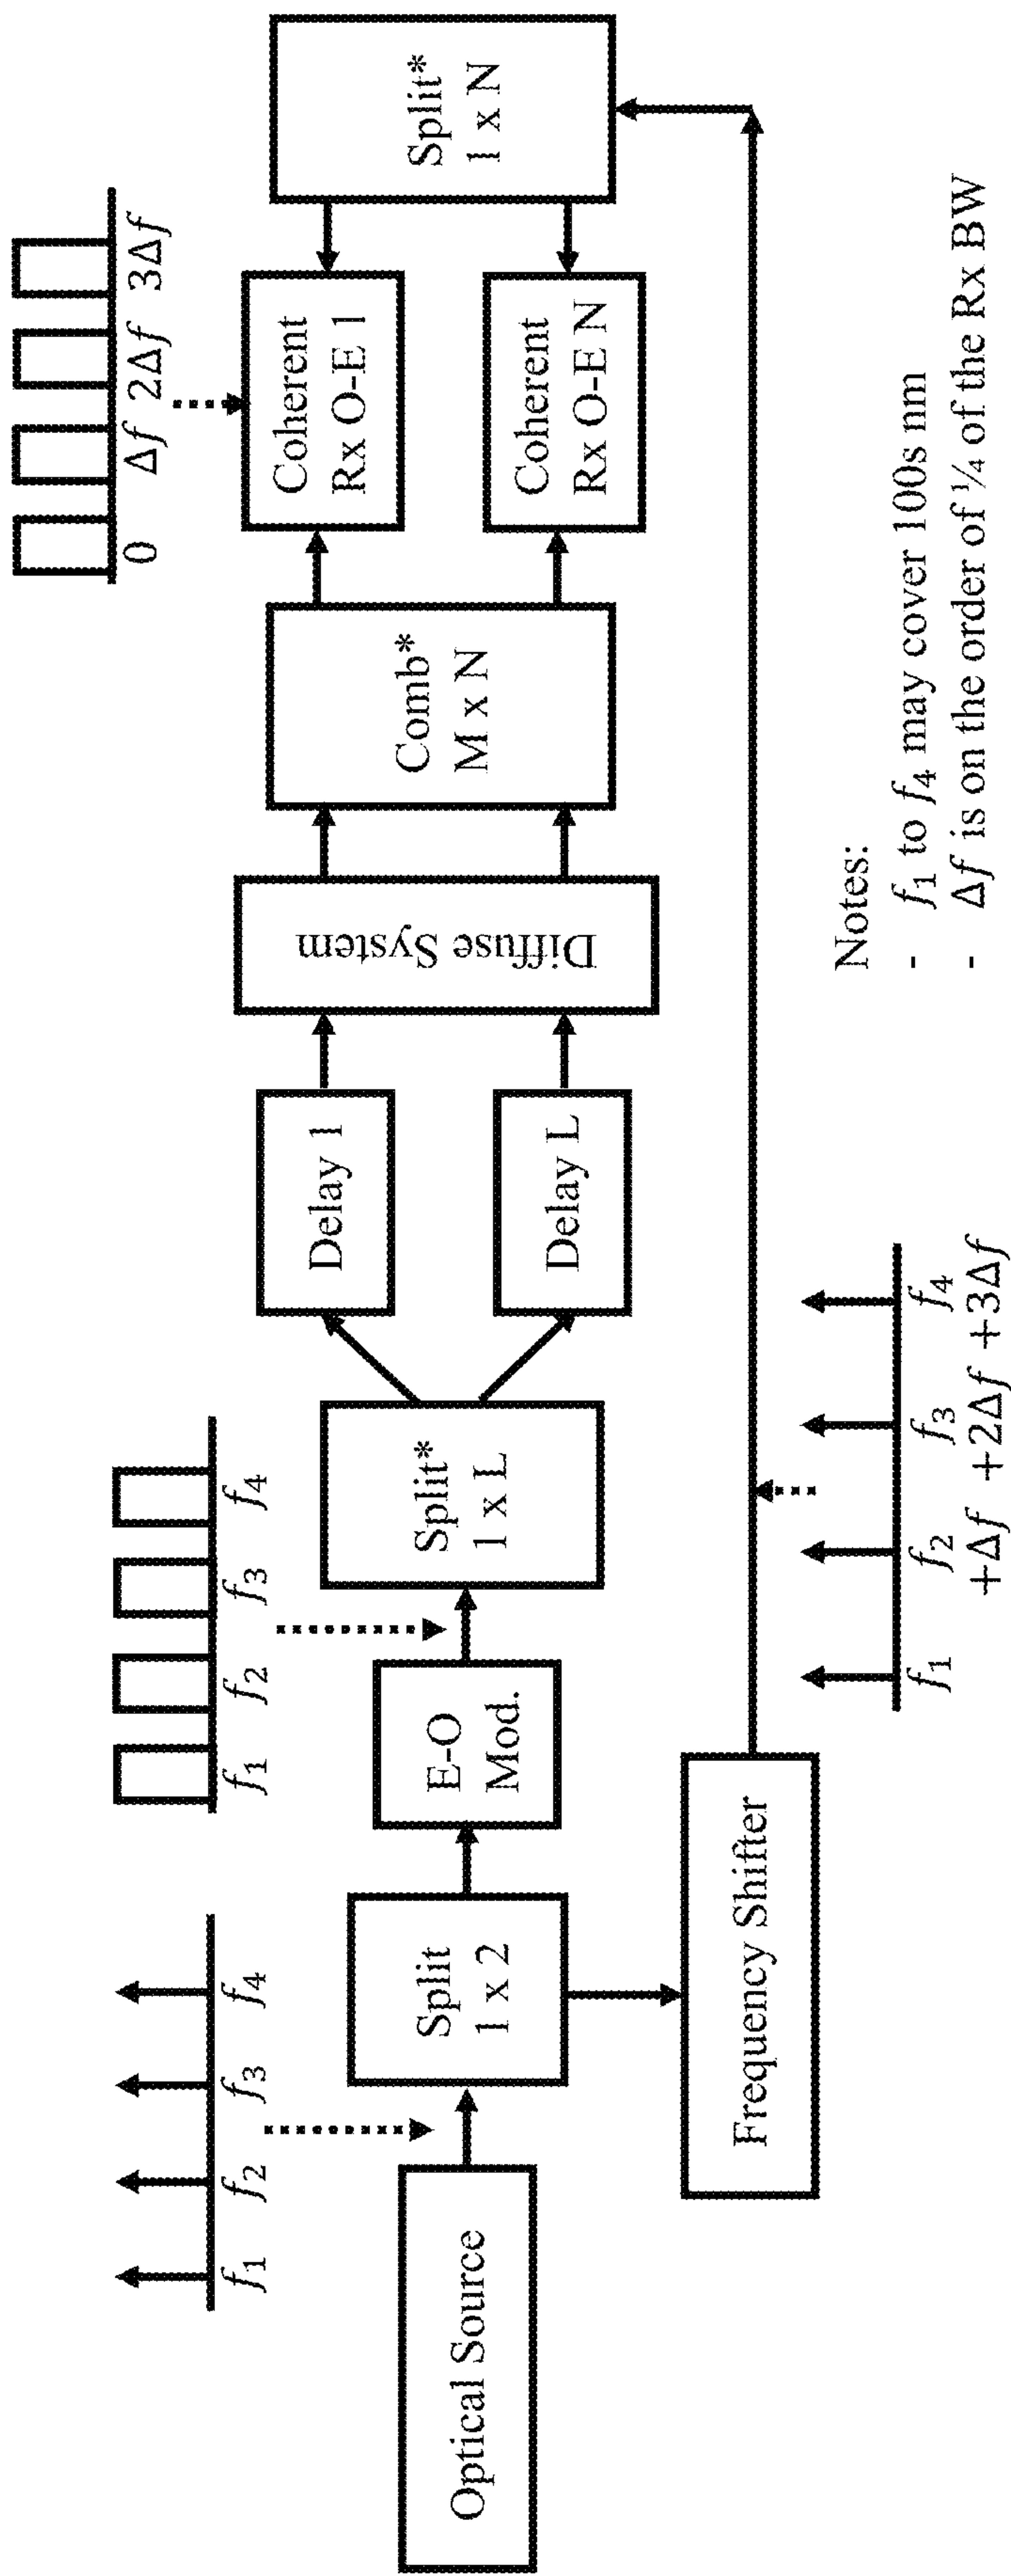 f₁ f₂ f₃ f₄
f₁ f₂ f₃ f₄
0 Δf 2Δf 3Δf
Optical Source
Split
1 x 2
E-O
Mod.
Split*
1 x L
Delay 1
Delay L
Diffuse System
Comb*
M x N
Coherent
Rx O-E 1
Coherent
Rx O-E N
Split*
1 x N
Frequency Shifter
f₁ f₂ f₃ f₄
+Δf +2Δf +3Δf
Notes:
- f₁ to f₄ may cover 100s nm
- Δf is on the order of ¼ of the Rx BW